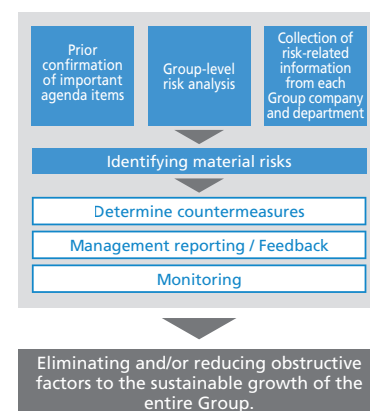 Prior
confirmation
of important
agenda items
Group-level
risk analysis
Collection of
risk-related
information
from each
Group company
and department
Identifying material risks
Determine countermeasures
Management reporting / Feedback
Monitoring
Eliminating and/or reducing obstructive
factors to the sustainable growth of the
entire Group.